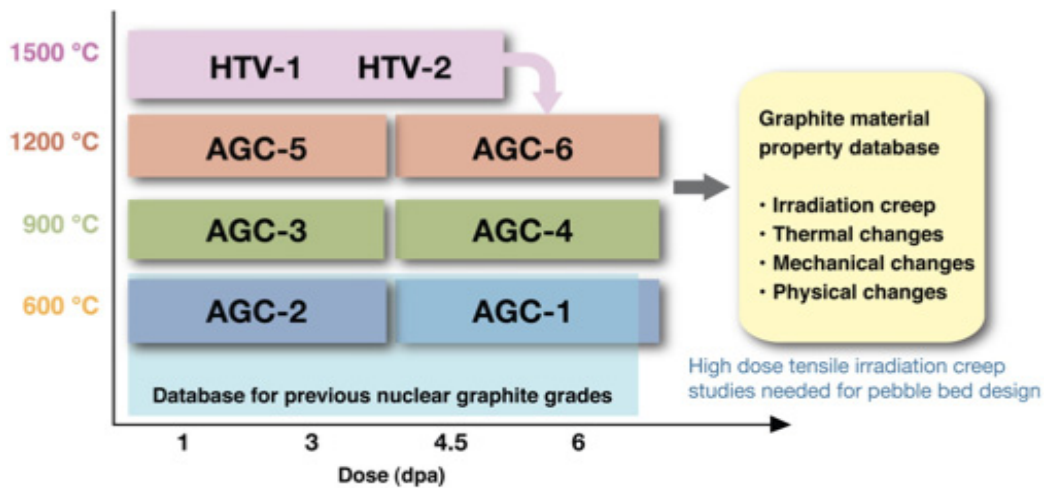 1500 °C
HTV-1 HTV-2
1200 °C
AGC-5 AGC-6
900 °C
AGC-3 AGC-4
600 °C
AGC-2 AGC-1
Database for previous nuclear graphite grades
1 3 4.5 6
Dose (dpa)
Graphite material
property database
· Irradiation creep
· Thermal changes
· Mechanical changes
· Physical changes
High dose tensile irradiation creep
studies needed for pebble bed design